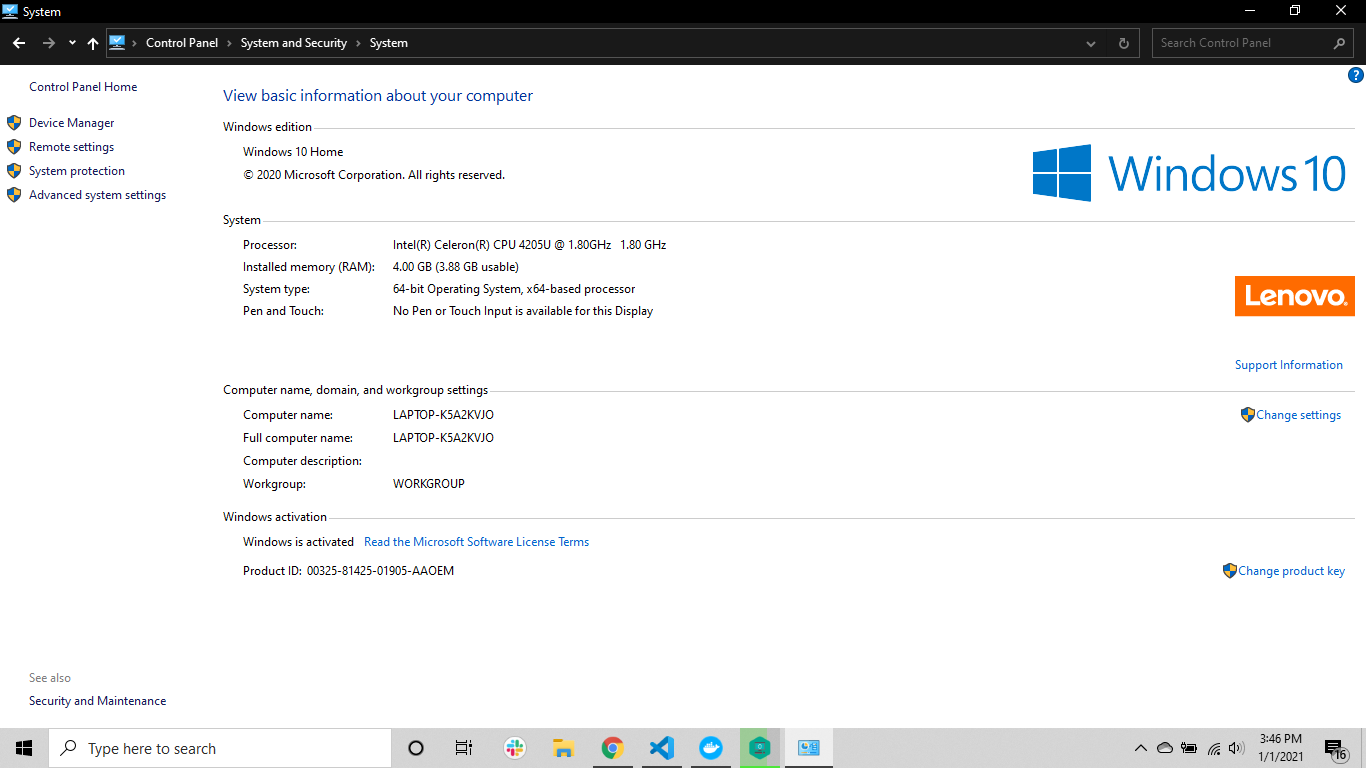 System
Control Panel > System and Security > System
Search Control Panel
Control Panel Home
Device Manager
Remote settings
System protection
Advanced system settings
View basic information about your computer
Windows edition
Windows 10 Home
© 2020 Microsoft Corporation. All rights reserved.
Windows 10
System
Processor: Intel(R) Celeron(R) CPU 4205U @ 1.80GHz 1.80 GHz
Installed memory (RAM): 4.00 GB (3.88 GB usable)
System type: 64-bit Operating System, x64-based processor
Pen and Touch: No Pen or Touch Input is available for this Display
Lenovo
Support Information
Computer name, domain, and workgroup settings
Computer name: LAPTOP-K5A2KVJO
Change settings
Full computer name: LAPTOP-K5A2KVJO
Computer description:
Workgroup: WORKGROUP
Windows activation
Windows is activated Read the Microsoft Software License Terms
Product ID: 00325-81425-01905-AAOEM
Change product key
See also
Security and Maintenance
Type here to search
3:46 PM
1/1/2021
16